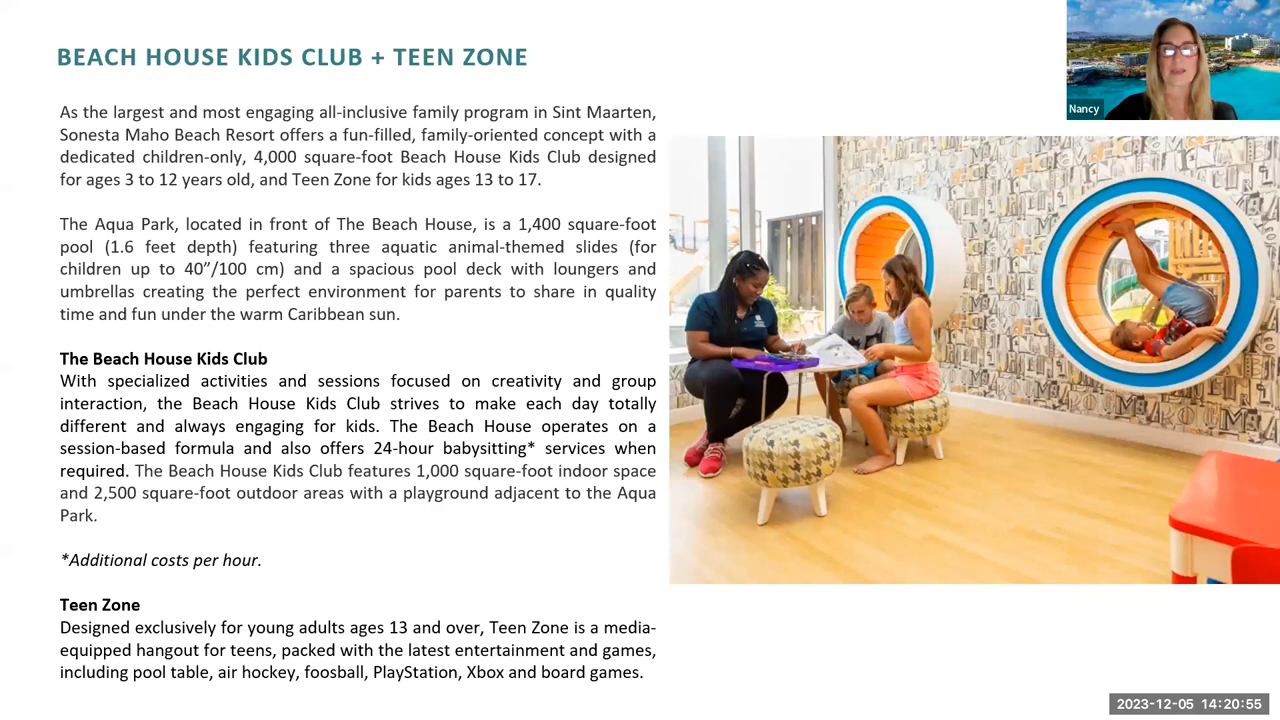 BEACH HOUSE KIDS CLUB + TEEN ZONE
As the largest and most engaging all-inclusive family program in Sint Maarten,
Sonesta Maho Beach Resort offers a fun-filled, family-oriented concept with a
dedicated children-only, 4,000 square-foot Beach House Kids Club designed
for ages 3 to 12 years old, and Teen Zone for kids ages 13 to 17.
The Aqua Park, located in front of The Beach House, is a 1,400 square-foot
pool (1.6 feet depth) featuring three aquatic animal-themed slides (for
children up to 40”/100 cm) and a spacious pool deck with loungers and
umbrellas creating the perfect environment for parents to share in quality
time and fun under the warm Caribbean sun.
The Beach House Kids Club
With specialized activities and sessions focused on creativity and group
interaction, the Beach House Kids Club strives to make each day totally
different and always engaging for kids. The Beach House operates on a
session-based formula and also offers 24-hour babysitting* services when
required. The Beach House Kids Club features 1,000 square-foot indoor space
and 2,500 square-foot outdoor areas with a playground adjacent to the Aqua
Park.
*Additional costs per hour.
Teen Zone
Designed exclusively for young adults ages 13 and over, Teen Zone is a media-
equipped hangout for teens, packed with the latest entertainment and games,
including pool table, air hockey, foosball, PlayStation, Xbox and board games.
Nancy
2023-12-05 14:20:55